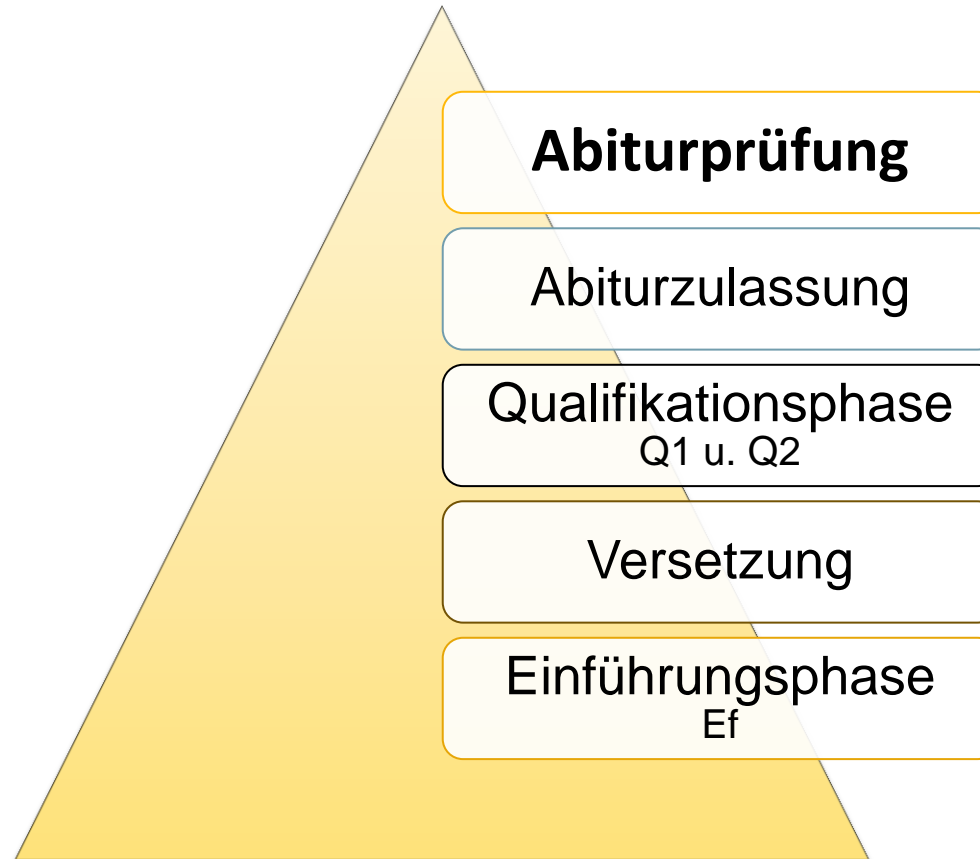 Abiturprüfung
Abiturzulassung
Qualifikationsphase
Q1 u. Q2
Versetzung
Einführungsphase
Ef